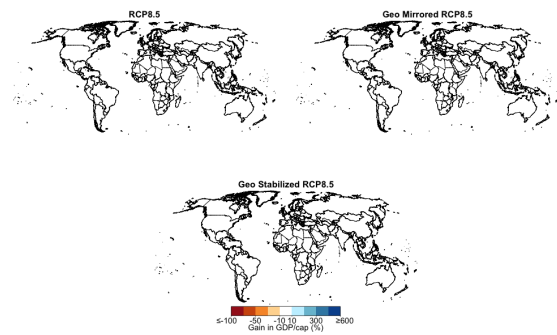 RCP8.5
Geo Mirrored RCP8.5
Geo Stabilized RCP8.5
≤-100 -50 -10 10 300 ≥600
Gain in GDP/cap (%)